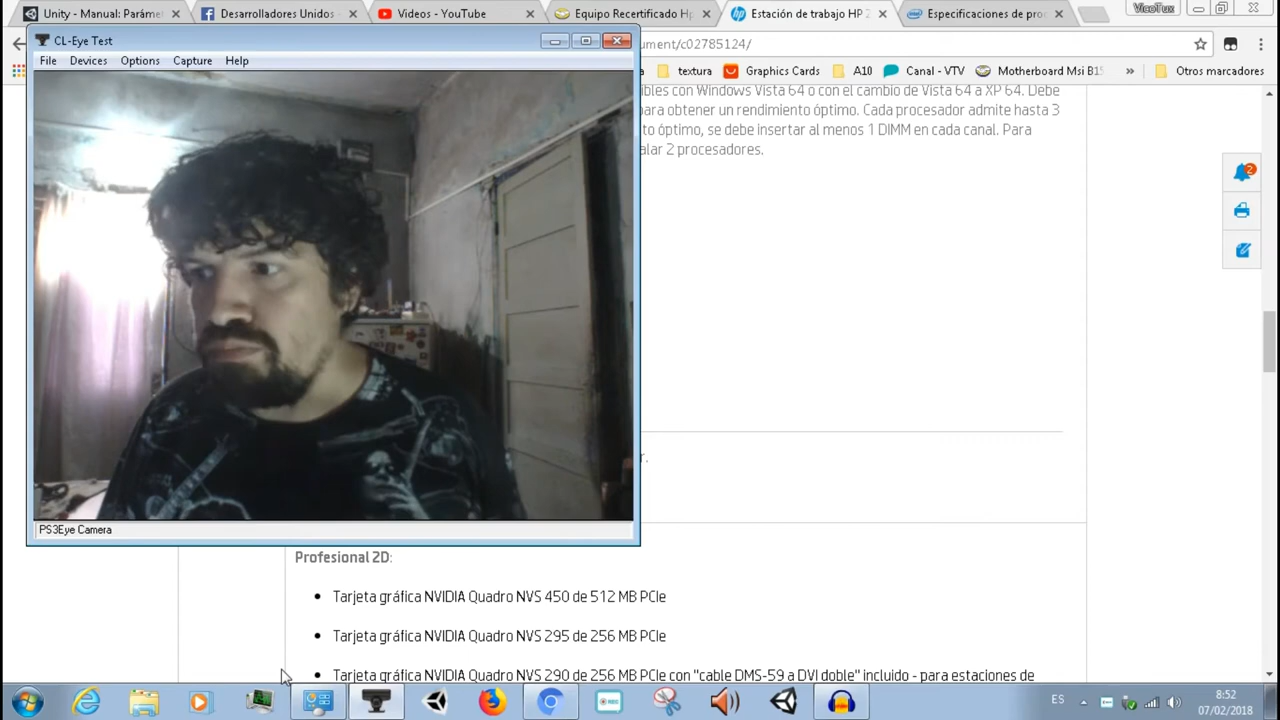 Unity - Manual: Parámet
Desarrolladores Unidos
Videos - YouTube
Equipo Recertificado Hp
Estación de trabajo HP Z
Especificaciones de proc
VicoTux
CL-Eye Test
ument/c02785124/
File Devices Options Capture Help
textura
Graphics Cards
A10
Canal - VTV
Motherboard Msi B15
»
Otros marcadores
ibles con Windows Vista 64 o con el cambio de Vista 64 a XP 64. Debe
para obtener un rendimiento óptimo. Cada procesador admite hasta 3
to óptimo, se debe insertar al menos 1 DIMM en cada canal. Para
alar 2 procesadores.
2
r.
PS3Eye Camera
Profesional 2D:
• Tarjeta gráfica NVIDIA Quadro NVS 450 de 512 MB PCIe
• Tarjeta gráfica NVIDIA Quadro NVS 295 de 256 MB PCIe
• Tarjeta gráfica NVIDIA Quadro NVS 290 de 256 MB PCIe con "cable DMS-59 a DVI doble" incluido - para estaciones de
ES
8:52
07/02/2018